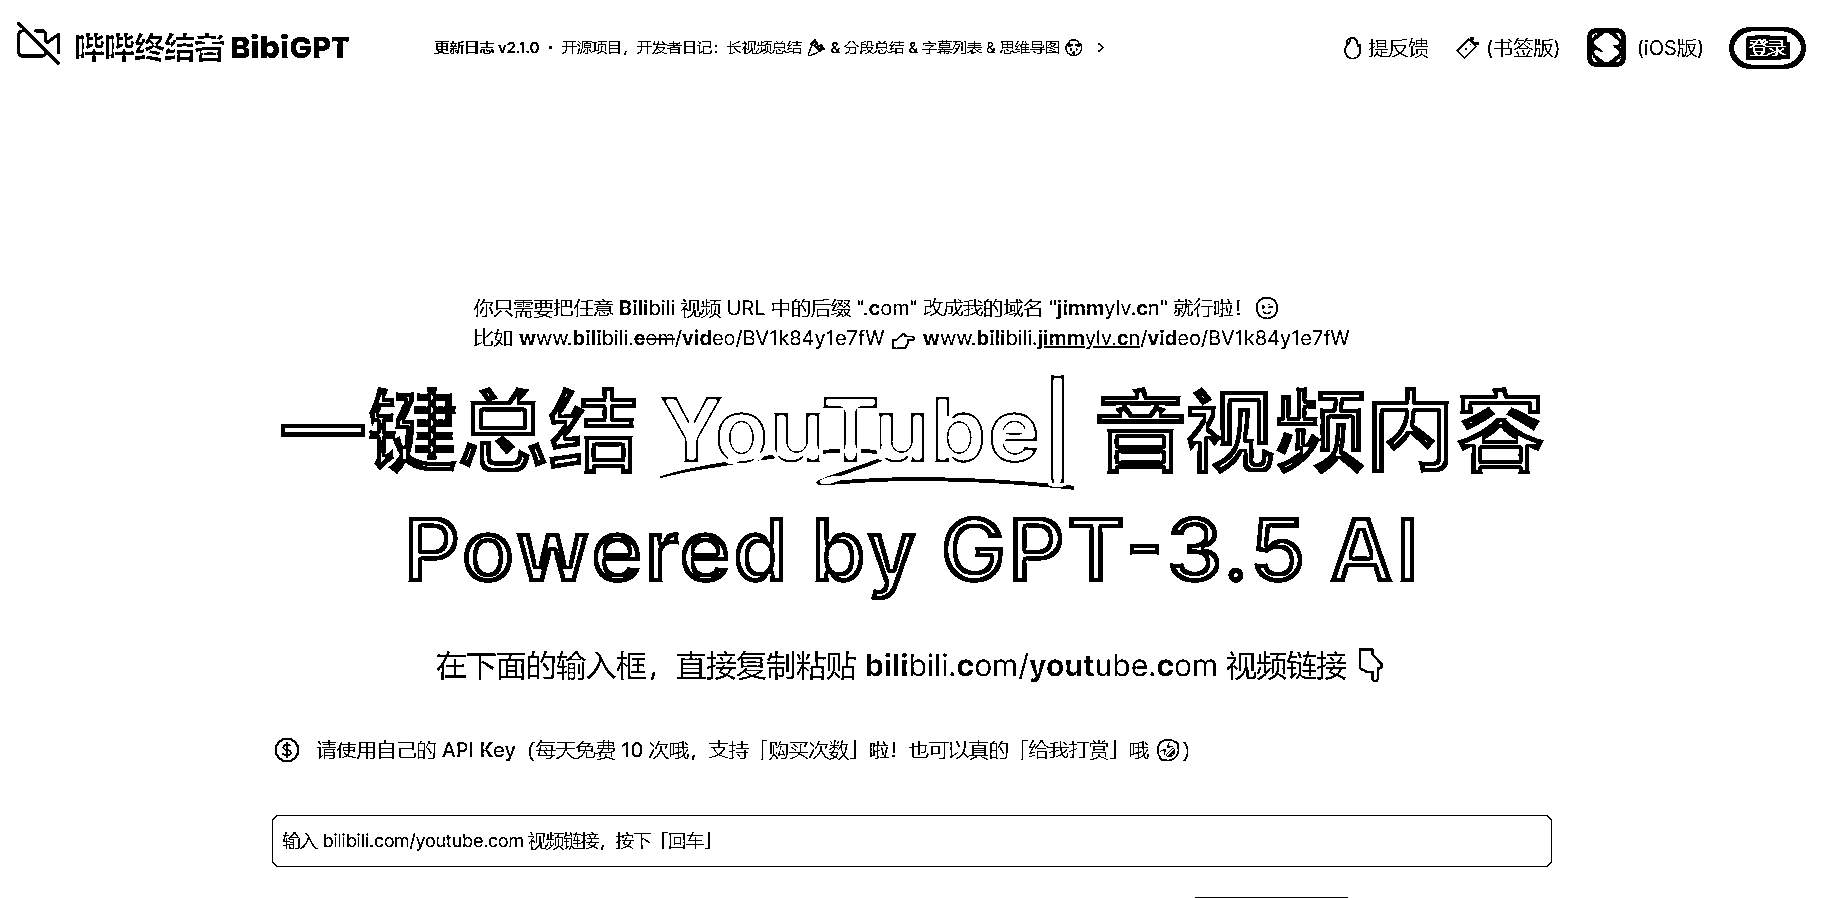 哔哔终结者 BibiGPT
更新日志 v2.1.0 · 开源项目，开发者日记：长视频总结 & 分段总结 & 字幕列表 & 思维导图
提反馈
(书签版)
(iOS版)
登录
你只需要把任意 Bilibili 视频 URL 中的后缀 ".com" 改成我的域名 "jimmylv.cn" 就行啦！
比如 www.bilibili.com/video/BV1k84y1e7fW 👉 www.bilibili.jimmylv.cn/video/BV1k84y1e7fW
一键总结 YouTube 音视频内容
Powered by GPT-3.5 AI
在下面的输入框，直接复制粘贴 bilibili.com/youtube.com 视频链接 👇
请使用自己的 API Key（每天免费 10 次哦，支持「购买次数」啦！也可以真的「给我打赏」哦 ）
输入 bilibili.com/youtube.com 视频链接，按下「回车」